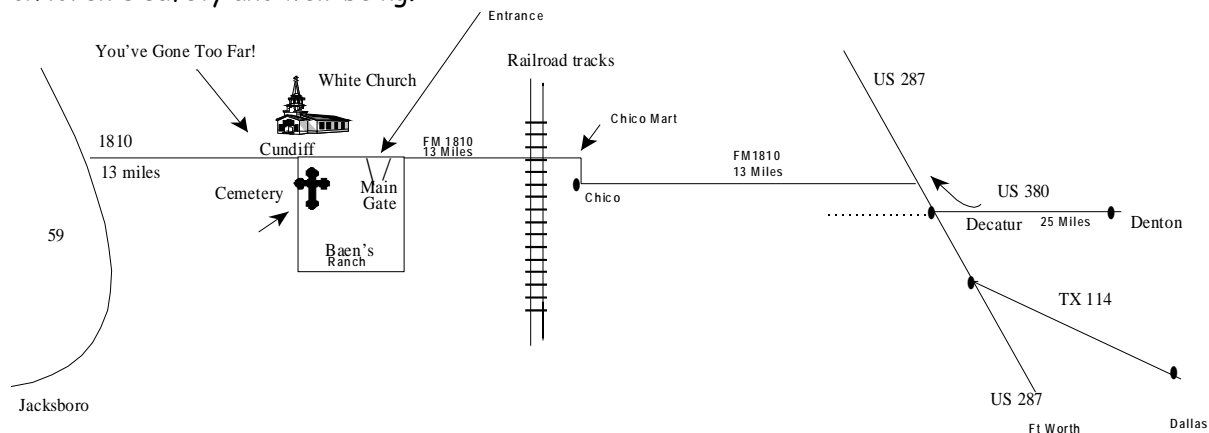 Entrance
You've Gone Too Far!
White Church
Railroad tracks
US 287
Chico Mart
1810
13 miles
Cundiff
FM 1810
13 Miles
FM1810
13 Miles
Cemetery
Main
Gate
Chico
US 380
25 Miles
Decatur
Denton
59
Baen's
Ranch
TX 114
Jacksboro
US 287
Ft Worth
Dallas